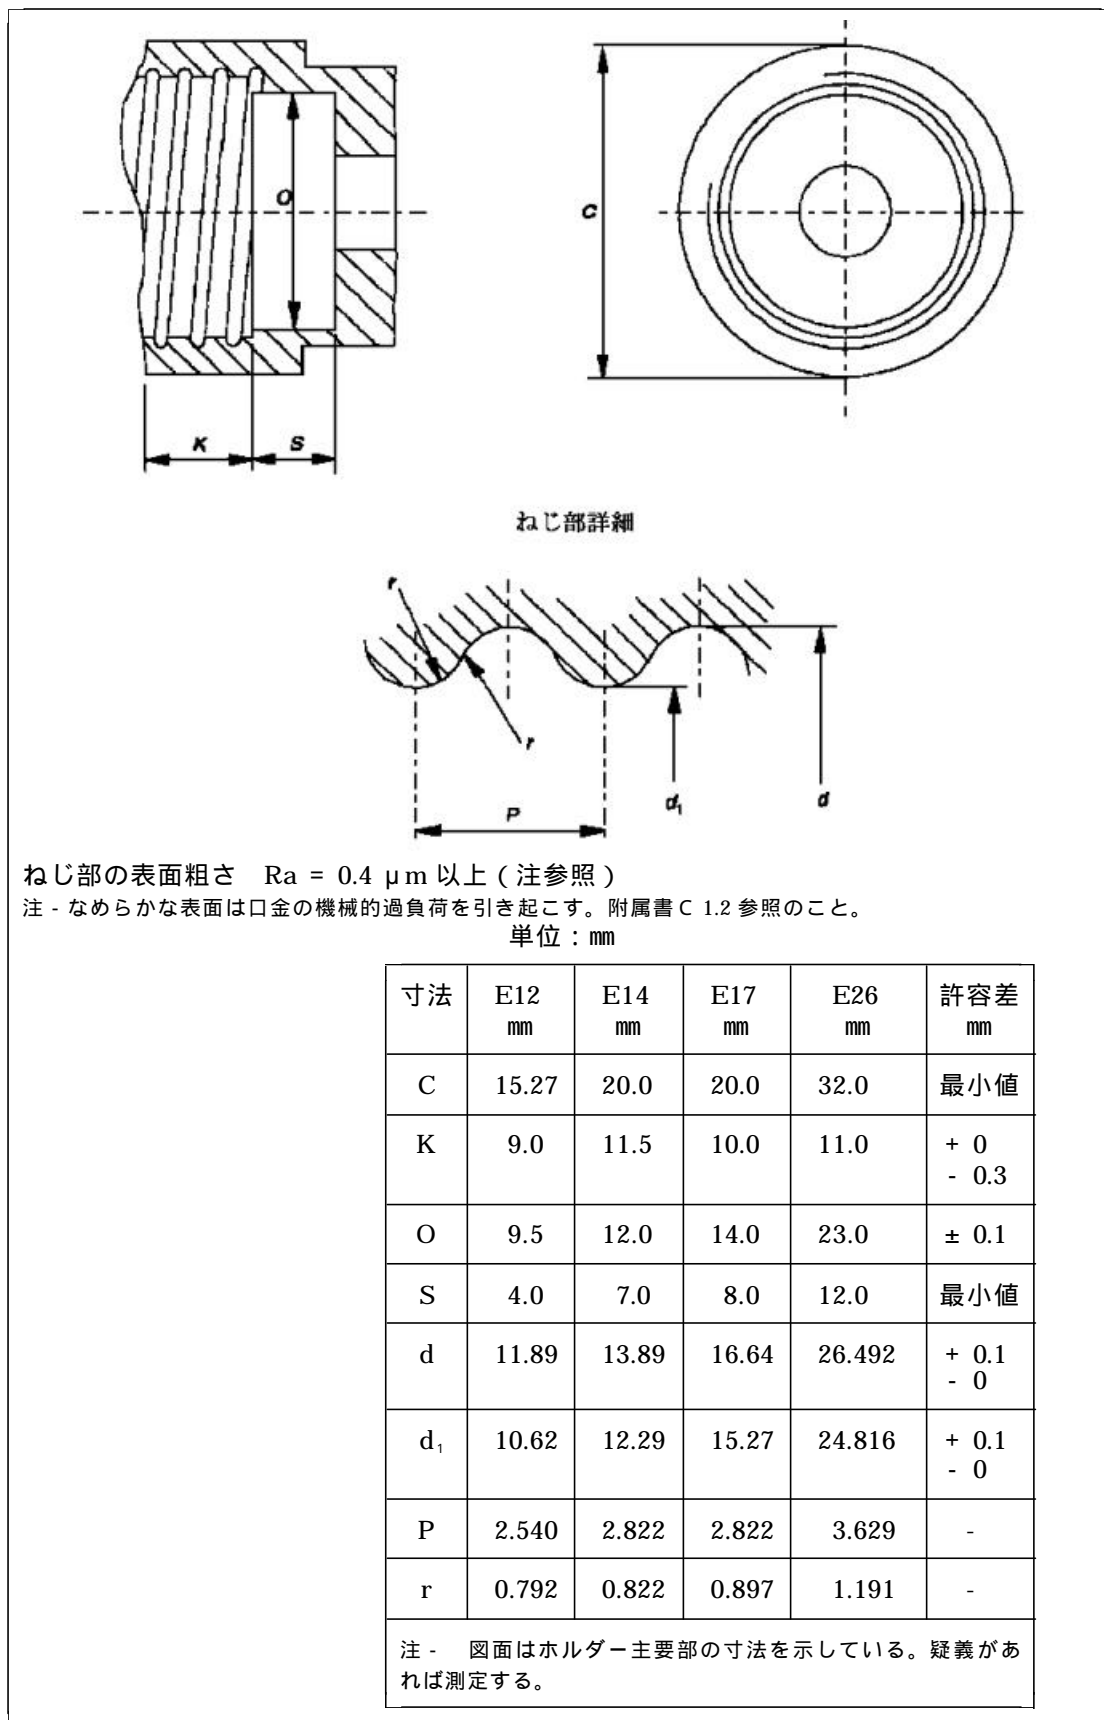 O
C
K
S
ねじ部詳細
r
r
P
d₁
d
ねじ部の表面粗さ Ra = 0.4 μm 以上（注参照）
注 - なめらかな表面は口金の機械的過負荷を引き起こす。附属書C 1.2 参照のこと。
単位：㎜
寸法 E12 E14 E17 E26 許容差
㎜ ㎜ ㎜ ㎜ ㎜
C 15.27 20.0 20.0 32.0 最小値
K 9.0 11.5 10.0 11.0 + 0
- 0.3
O 9.5 12.0 14.0 23.0 ± 0.1
S 4.0 7.0 8.0 12.0 最小値
d 11.89 13.89 16.64 26.492 + 0.1
- 0
d₁ 10.62 12.29 15.27 24.816 + 0.1
- 0
P 2.540 2.822 2.822 3.629 -
r 0.792 0.822 0.897 1.191 -
注 - 図面はホルダー主要部の寸法を示している。疑義があ
れば測定する。